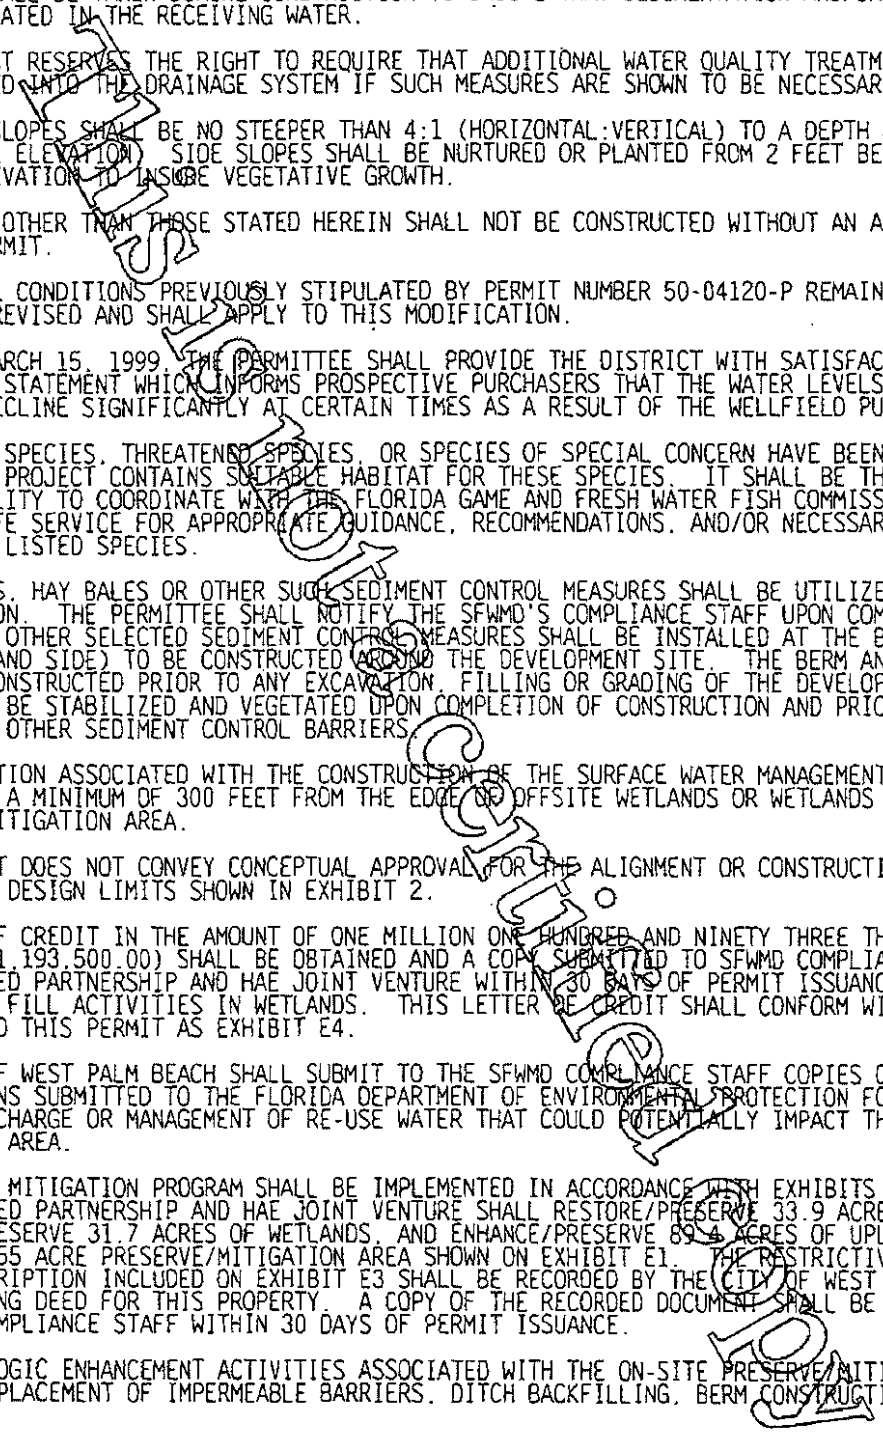 ATED IN THE RECEIVING WATER.
T RESERVES THE RIGHT TO REQUIRE THAT ADDITIONAL WATER QUALITY TREATM
D INTO THE DRAINAGE SYSTEM IF SUCH MEASURES ARE SHOWN TO BE NECESSAR
SLOPES SHALL BE NO STEEPER THAN 4:1 (HORIZONTAL:VERTICAL) TO A DEPTH
ELEVATION) SIDE SLOPES SHALL BE NURTURED OR PLANTED FROM 2 FEET BE
VATION TO INSURE VEGETATIVE GROWTH.
OTHER THAN THOSE STATED HEREIN SHALL NOT BE CONSTRUCTED WITHOUT AN A
RMIT.
CONDITIONS PREVIOUSLY STIPULATED BY PERMIT NUMBER 50-04120-P REMAIN
REVISED AND SHALL APPLY TO THIS MODIFICATION.
ARCH 15, 1999, THE PERMITTEE SHALL PROVIDE THE DISTRICT WITH SATISFAC
STATEMENT WHICH INFORMS PROSPECTIVE PURCHASERS THAT THE WATER LEVELS
ECLINE SIGNIFICANTLY AT CERTAIN TIMES AS A RESULT OF THE WELLFIELD PU
SPECIES, THREATENED SPECIES, OR SPECIES OF SPECIAL CONCERN HAVE BEEN
PROJECT CONTAINS SUITABLE HABITAT FOR THESE SPECIES. IT SHALL BE TH
LITY TO COORDINATE WITH THE FLORIDA GAME AND FRESH WATER FISH COMMISS
FE SERVICE FOR APPROPRIATE GUIDANCE, RECOMMENDATIONS, AND/OR NECESSAR
LISTED SPECIES.
S, HAY BALES OR OTHER SUCH SEDIMENT CONTROL MEASURES SHALL BE UTILIZE
ON. THE PERMITTEE SHALL NOTIFY THE SFWMD'S COMPLIANCE STAFF UPON COM
OTHER SELECTED SEDIMENT CONTROL MEASURES SHALL BE INSTALLED AT THE B
AND SIDE) TO BE CONSTRUCTED AROUND THE DEVELOPMENT SITE. THE BERM AN
ONSTRUCTED PRIOR TO ANY EXCAVATION, FILLING OR GRADING OF THE DEVELOP
BE STABILIZED AND VEGETATED UPON COMPLETION OF CONSTRUCTION AND PRIO
OTHER SEDIMENT CONTROL BARRIERS.
TION ASSOCIATED WITH THE CONSTRUCTION OF THE SURFACE WATER MANAGEMENT
A MINIMUM OF 300 FEET FROM THE EDGE OF OFFSITE WETLANDS OR WETLANDS
ITIGATION AREA.
T DOES NOT CONVEY CONCEPTUAL APPROVAL FOR THE ALIGNMENT OR CONSTRUCTI
DESIGN LIMITS SHOWN IN EXHIBIT 2.
F CREDIT IN THE AMOUNT OF ONE MILLION ONE HUNDRED AND NINETY THREE TH
1,193,500.00) SHALL BE OBTAINED AND A COPY SUBMITTED TO SFWMD COMPLIA
ED PARTNERSHIP AND HAE JOINT VENTURE WITHIN 30 DAYS OF PERMIT ISSUANC
FILL ACTIVITIES IN WETLANDS. THIS LETTER OF CREDIT SHALL CONFORM WI
O THIS PERMIT AS EXHIBIT E4.
F WEST PALM BEACH SHALL SUBMIT TO THE SFWMD COMPLIANCE STAFF COPIES O
NS SUBMITTED TO THE FLORIDA DEPARTMENT OF ENVIRONMENTAL PROTECTION FO
CHARGE OR MANAGEMENT OF RE-USE WATER THAT COULD POTENTIALLY IMPACT TH
AREA.
MITIGATION PROGRAM SHALL BE IMPLEMENTED IN ACCORDANCE WITH EXHIBITS
ED PARTNERSHIP AND HAE JOINT VENTURE SHALL RESTORE/PRESERVE 33.9 ACRE
ESERVE 31.7 ACRES OF WETLANDS, AND ENHANCE/PRESERVE 89.4 ACRES OF UPL
55 ACRE PRESERVE/MITIGATION AREA SHOWN ON EXHIBIT E1. THE RESTRICTIV
RIPTION INCLUDED ON EXHIBIT E3 SHALL BE RECORDED BY THE CITY OF WEST
NG DEED FOR THIS PROPERTY. A COPY OF THE RECORDED DOCUMENT SHALL BE
MPLIANCE STAFF WITHIN 30 DAYS OF PERMIT ISSUANCE.
OGIC ENHANCEMENT ACTIVITIES ASSOCIATED WITH THE ON-SITE PRESERVE/MITI
PLACEMENT OF IMPERMEABLE BARRIERS, DITCH BACKFILLING, BERM CONSTRUCTI
This is not a certified copy